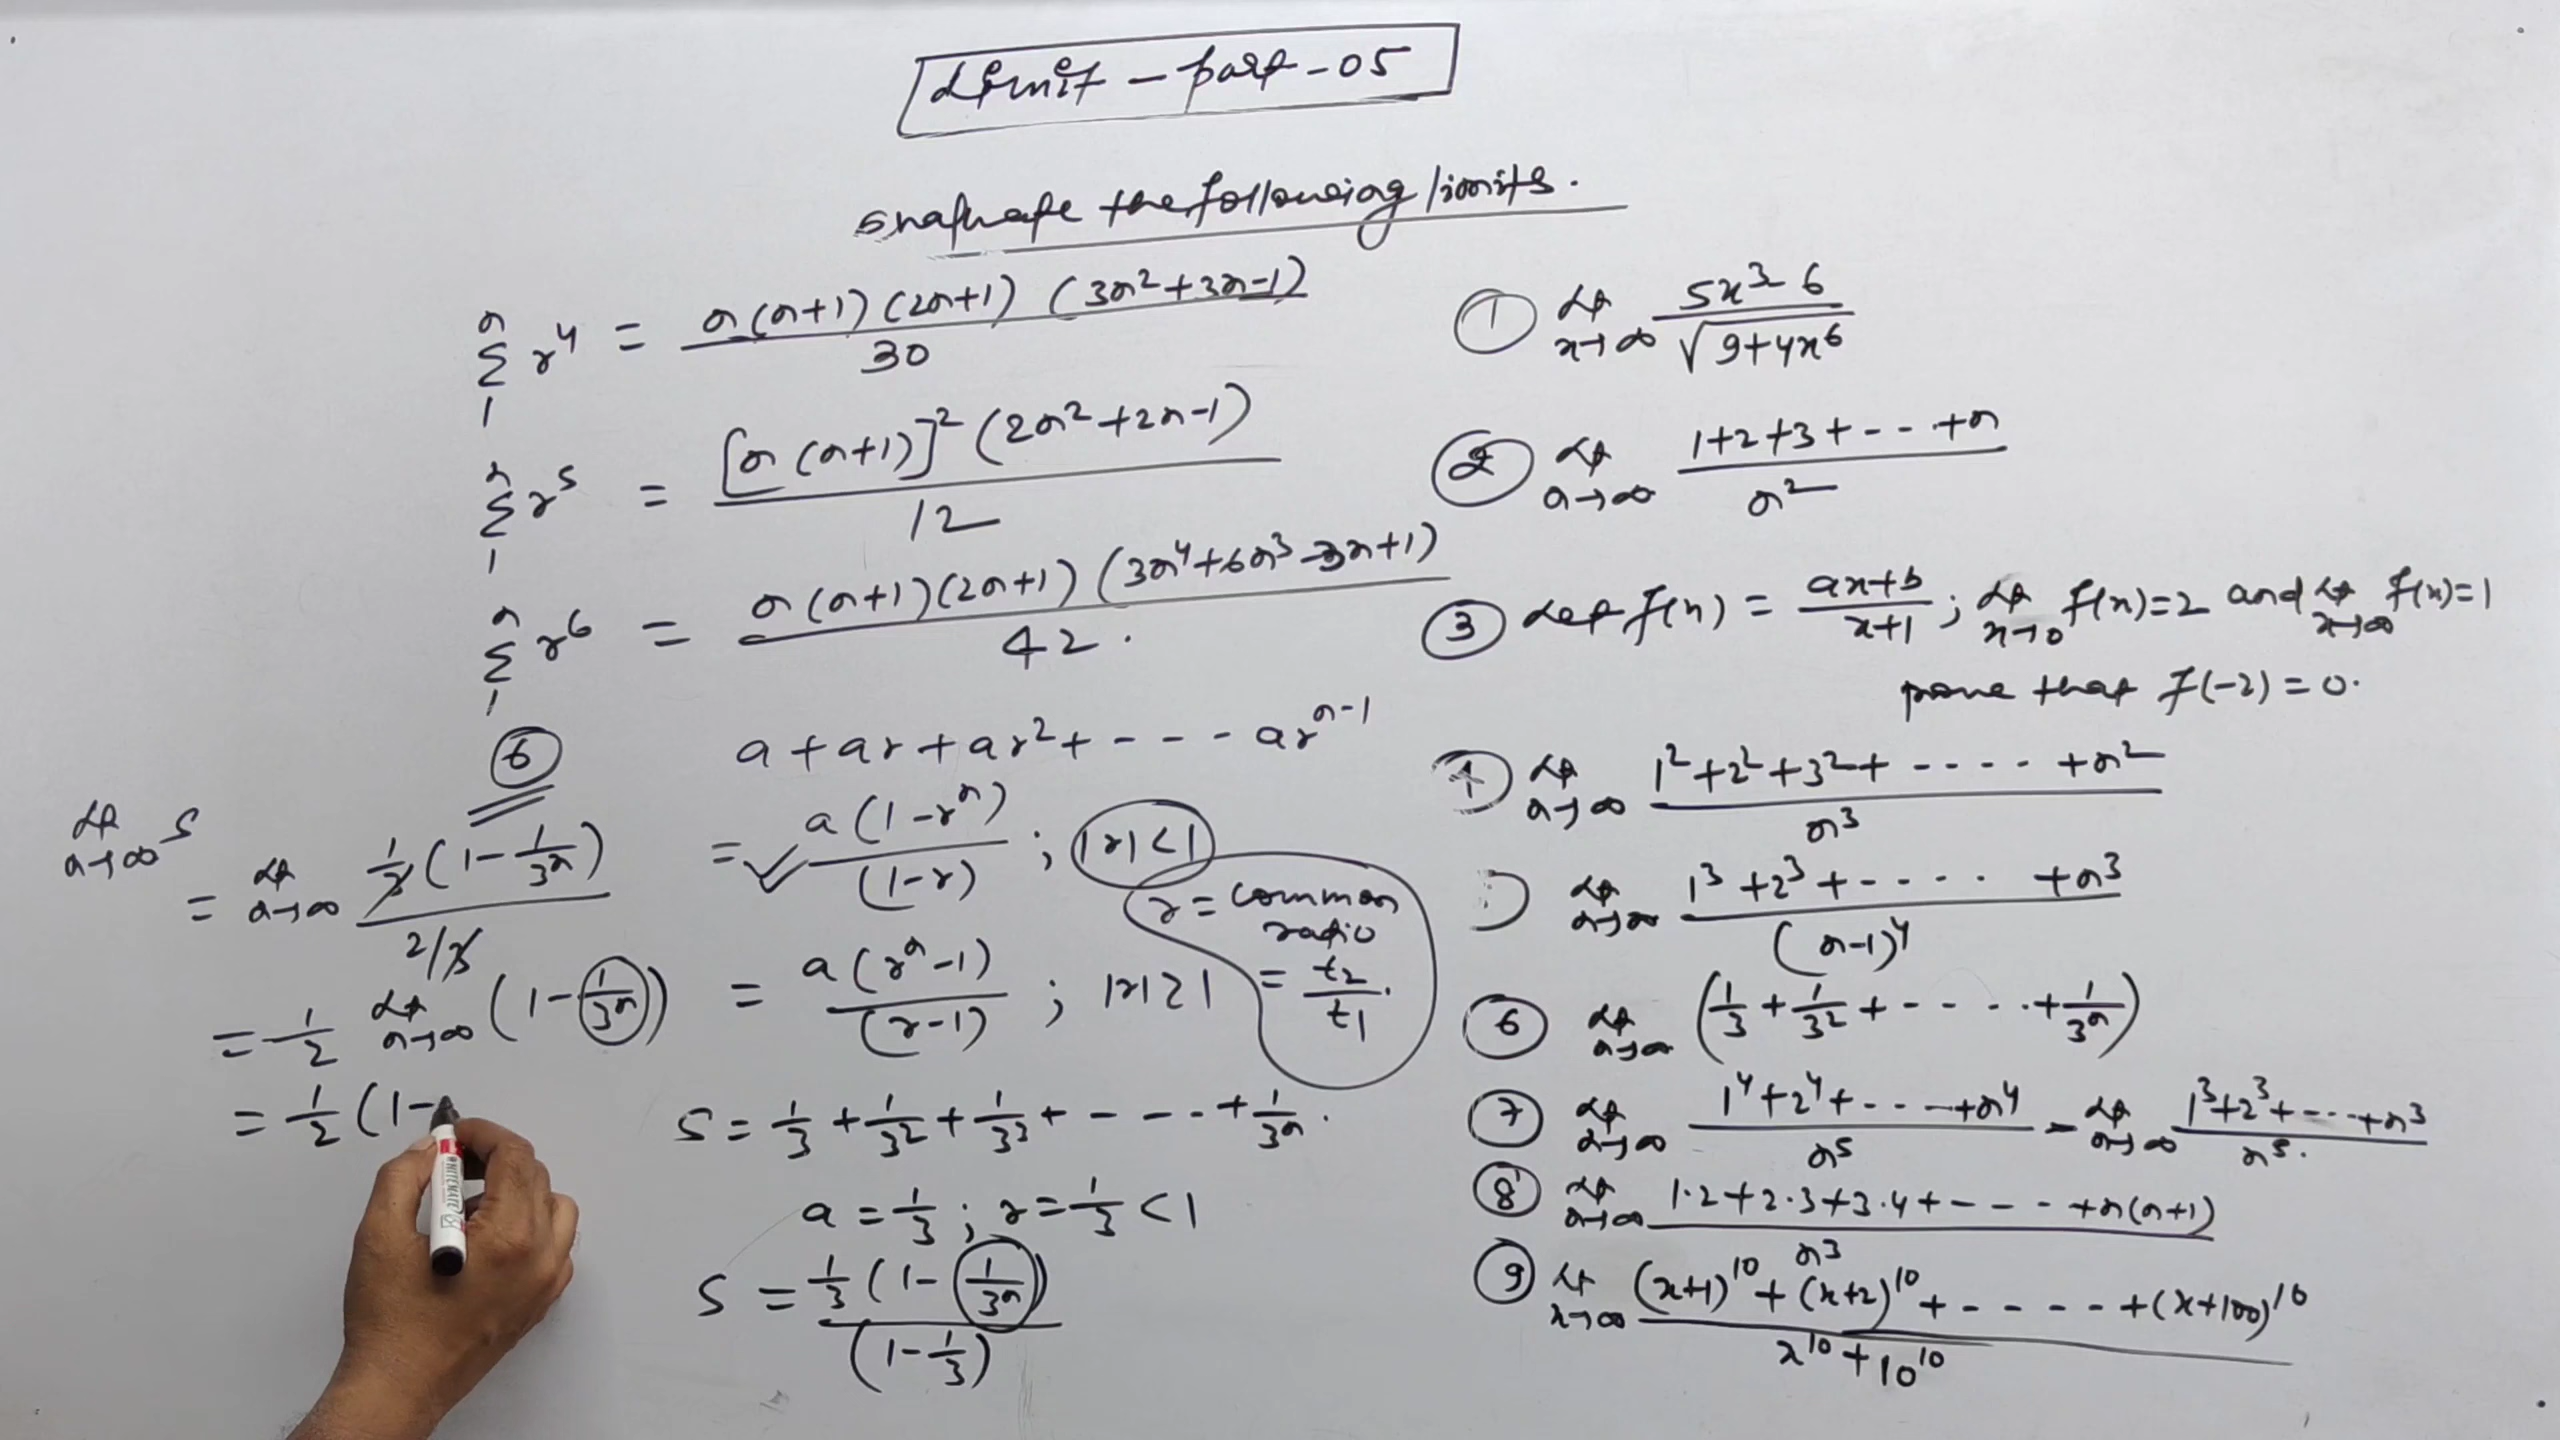 Limit - part - 05
Evaluate the following limits.
n Σ 1 r⁴ = n(n+1)(2n+1)(3n²+3n-1) / 30
n Σ 1 r⁵ = [n(n+1)]²(2n²+2n-1) / 12
n Σ 1 r⁶ = n(n+1)(2n+1)(3n⁴+6n³-3n+1) / 42.
⑥
a + ar + ar² + - - - ar^(n-1)
= ✓ a(1-rⁿ) / (1-r) ; |r|<1
r = common ratio = t₂/t₁.
= a(rⁿ-1) / (r-1) ; |r|≥1
S = 1/3 + 1/3² + 1/3³ + - - - .. + 1/3ⁿ.
a = 1/3 ; r = 1/3 < 1
S = 1/3 (1 - 1/3ⁿ) / (1 - 1/3)
Lt n→∞ S
= Lt n→∞ 1/3 (1 - 1/3ⁿ) / 2/3
= 1/2 Lt n→∞ (1 - 1/3ⁿ)
= 1/2 (1-
① Lt x→∞ 5x³-6 / √9+4x⁶
② Lt n→∞ 1+2+3+- - ..+n / n²
③ Let f(x) = ax+b / x+1 ; Lt x→0 f(x)=2 and Lt x→∞ f(x)=1
prove that f(-2)=0.
4 Lt n→∞ 1²+2²+3²+ - - - .. +n² / n³
) Lt n→∞ 1³+2³+- - - .. +n³ / (n-1)⁴
⑥ Lt n→∞ (1/3 + 1/3² + - - - .. + 1/3ⁿ)
⑦ Lt n→∞ 1⁴+2⁴+- - -+n⁴ / n⁵ - Lt n→∞ 1³+2³+- - ..+n³ / n⁵.
⑧ Lt n→∞ 1·2+2·3+3·4+- - - ..+n(n+1) / n³
⑨ Lt x→∞ (x+1)¹⁰+(x+2)¹⁰+- - - - -+(x+100)¹⁰ / x¹⁰+10¹⁰
WHITEMATE